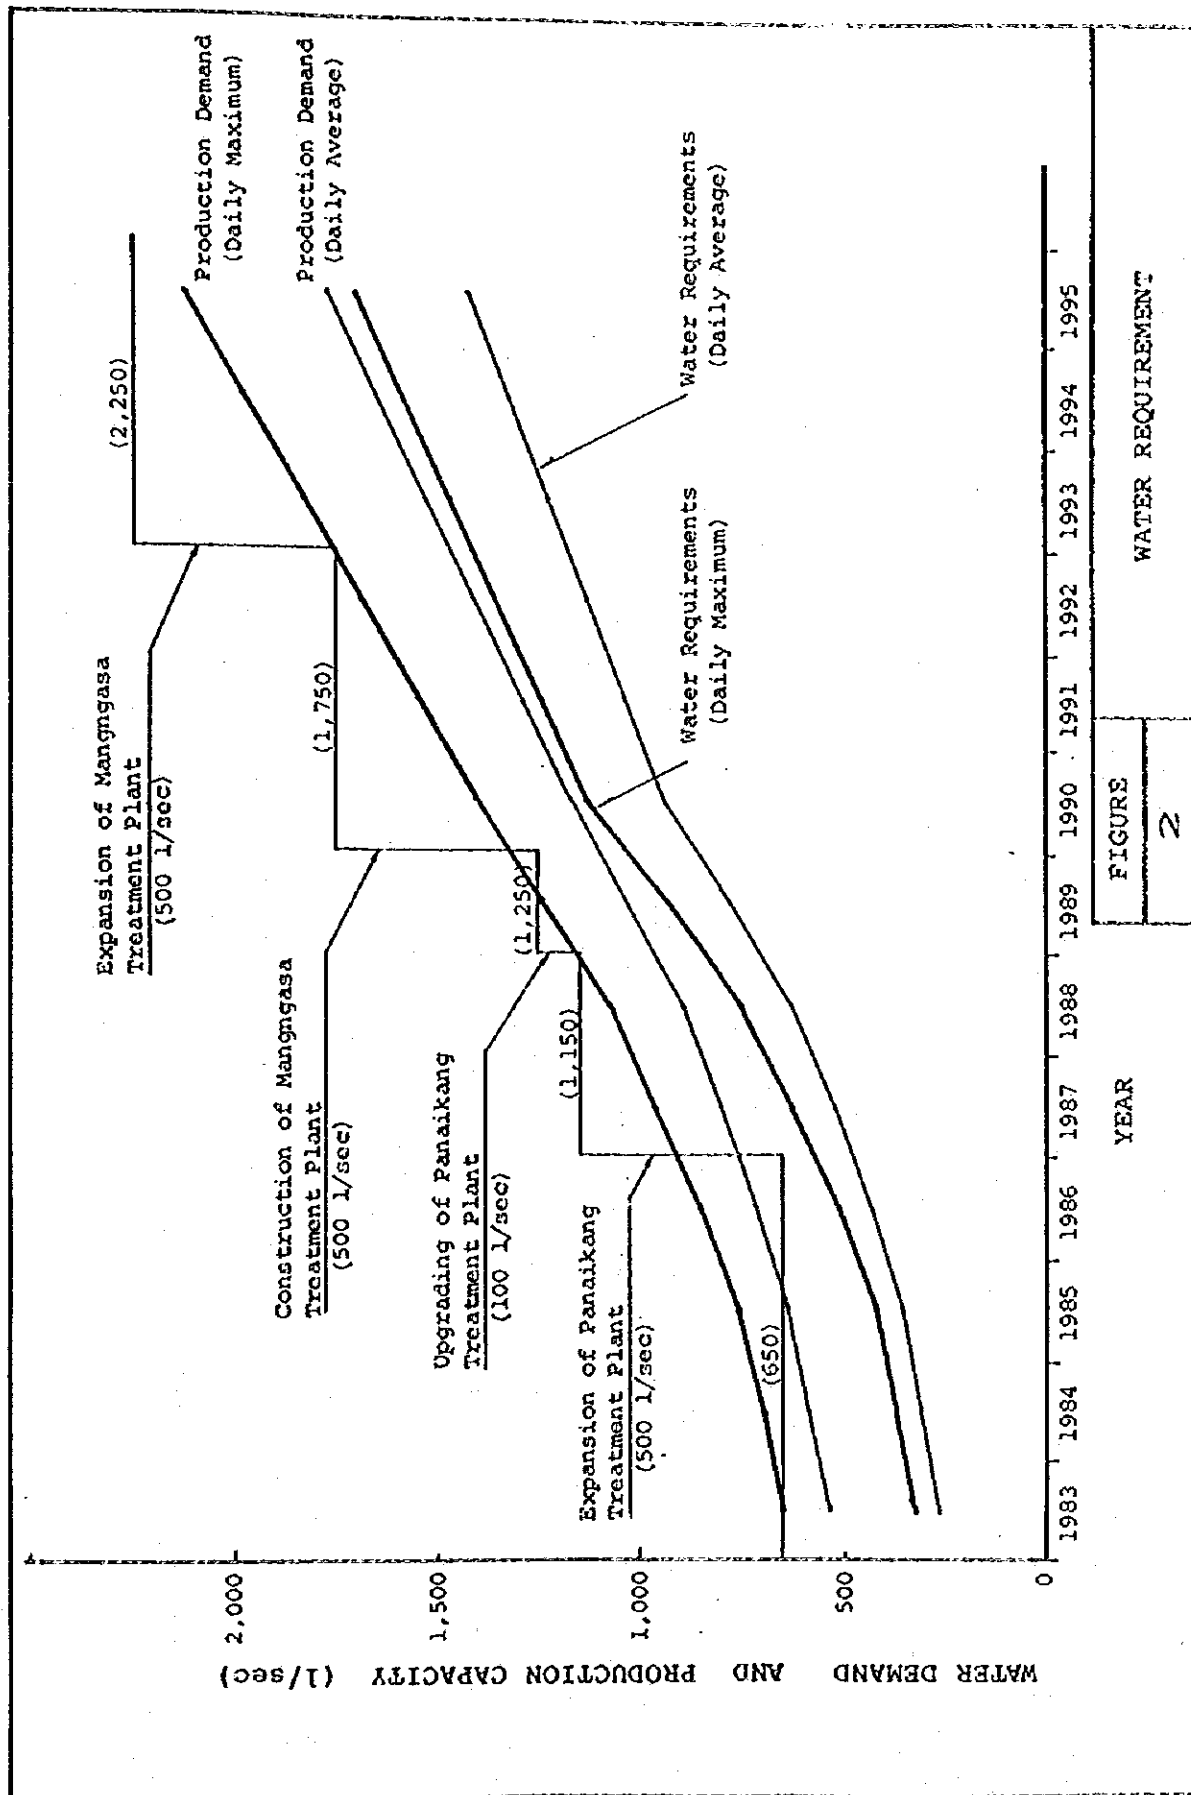 WATER DEMAND AND PRODUCTION CAPACITY (l/sec)
2,000
1,500
1,000
500
0
Expansion of Mangngasa
Treatment Plant
(500 l/sec)
(2,250)
Production Demand
(Daily Maximum)
Production Demand
(Daily Average)
Construction of Mangngasa
Treatment Plant
(500 l/sec)
(1,750)
Upgrading of Panaikang
Treatment Plant
(100 l/sec)
(1,250)
Expansion of Panaikang
Treatment Plant
(500 l/sec)
(1,150)
(650)
Water Requirements
(Daily Average)
Water Requirements
(Daily Maximum)
1983 1984 1985 1986 1987 1988 1989 1990 1991 1992 1993 1994 1995
YEAR
FIGURE
2
WATER REQUIREMENT